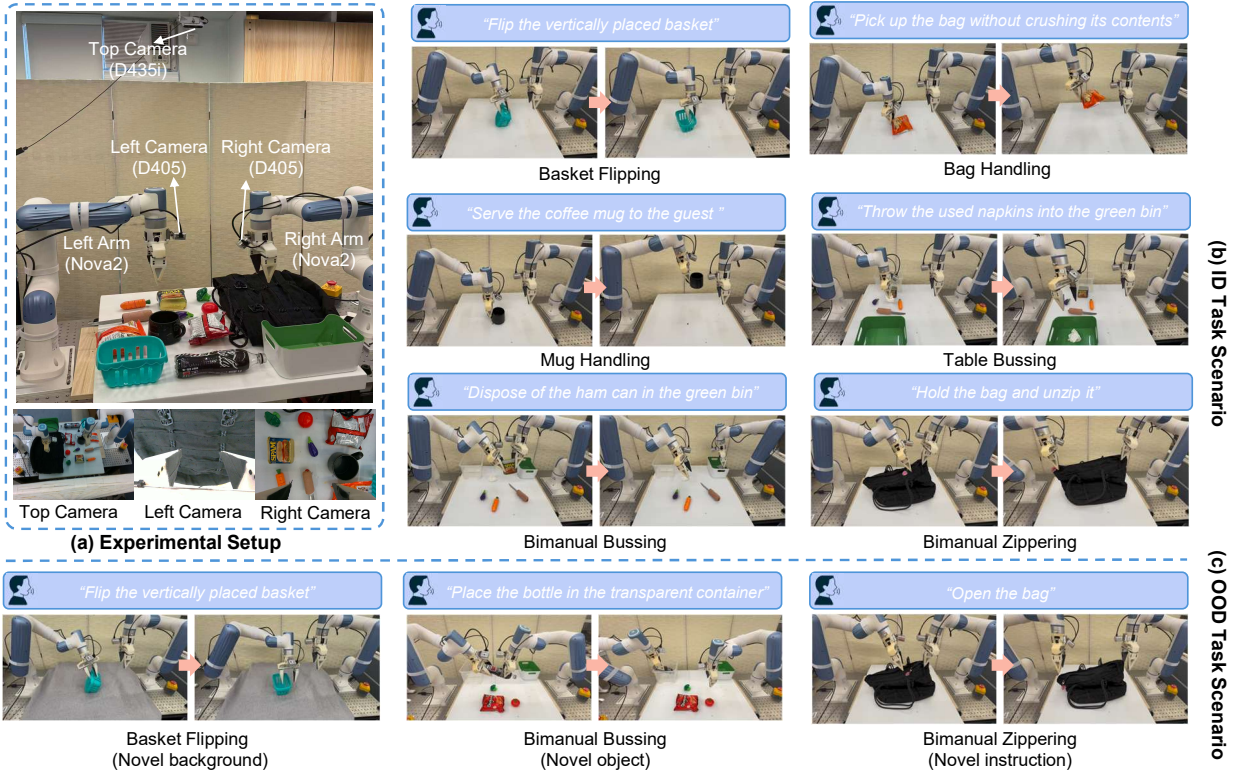 Top Camera
(D435i)
Left Camera
(D405)
Right Camera
(D405)
Left Arm
(Nova2)
Right Arm
(Nova2)
SPAM
Top Camera
Left Camera
Right Camera
(a) Experimental Setup
“Flip the vertically placed basket”
Basket Flipping
“Pick up the bag without crushing its contents”
Bag Handling
“Serve the coffee mug to the guest ”
Mug Handling
“Throw the used napkins into the green bin”
Table Bussing
“Dispose of the ham can in the green bin”
Bimanual Bussing
“Hold the bag and unzip it”
Bimanual Zippering
(b) ID Task Scenario
“Flip the vertically placed basket”
Basket Flipping
(Novel background)
“Place the bottle in the transparent container”
Bimanual Bussing
(Novel object)
“Open the bag”
Bimanual Zippering
(Novel instruction)
(c) OOD Task Scenario